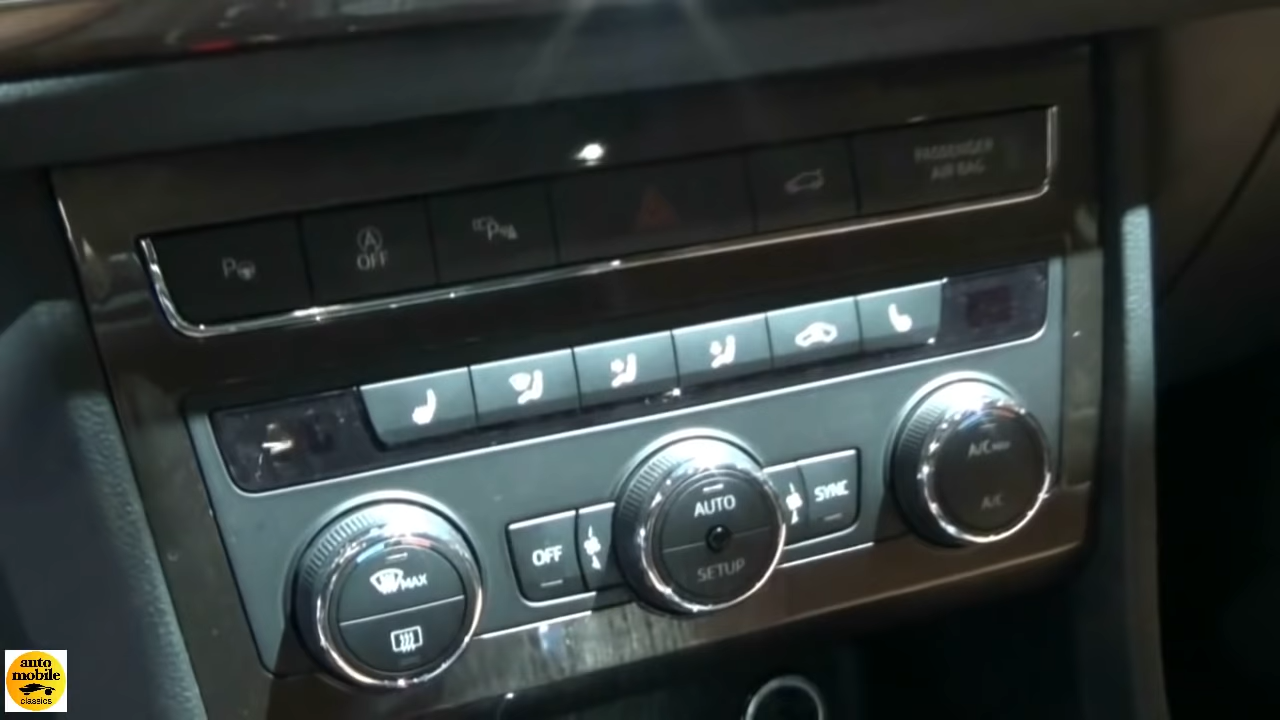 PASSENGER
AIR BAG
P
A
OFF
P
AUTO
SETUP
OFF
SYNC
A/C MAX
A/C
MAX
auto
mobile
classics